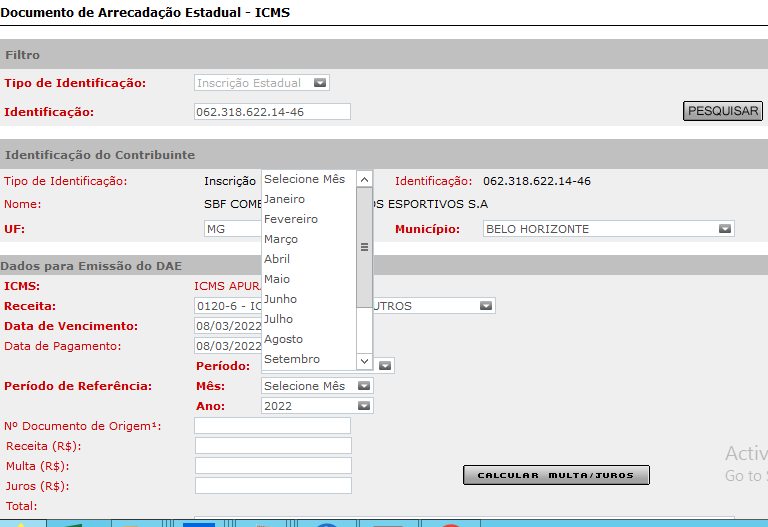 Documento de Arrecadação Estadual - ICMS
Filtro
Tipo de Identificação: Inscrição Estadual
Identificação: 062.318.622.14-46 PESQUISAR
Identificação do Contribuinte
Tipo de Identificação: Inscrição Identificação: 062.318.622.14-46
Nome: SBF COME OS ESPORTIVOS S.A
UF: MG Município: BELO HORIZONTE
Selecione Mês
Janeiro
Fevereiro
Março
Abril
Maio
Junho
Julho
Agosto
Setembro
Dados para Emissão do DAE
ICMS: ICMS APUR
Receita: 0120-6 - IC UTROS
Data de Vencimento: 08/03/2022
Data de Pagamento: 08/03/2022
Período:
Período de Referência: Mês: Selecione Mês
Ano: 2022
Nº Documento de Origem¹:
Receita (R$):
Multa (R$):
CALCULAR MULTA/JUROS
Juros (R$):
Total:
Activ
Go to S